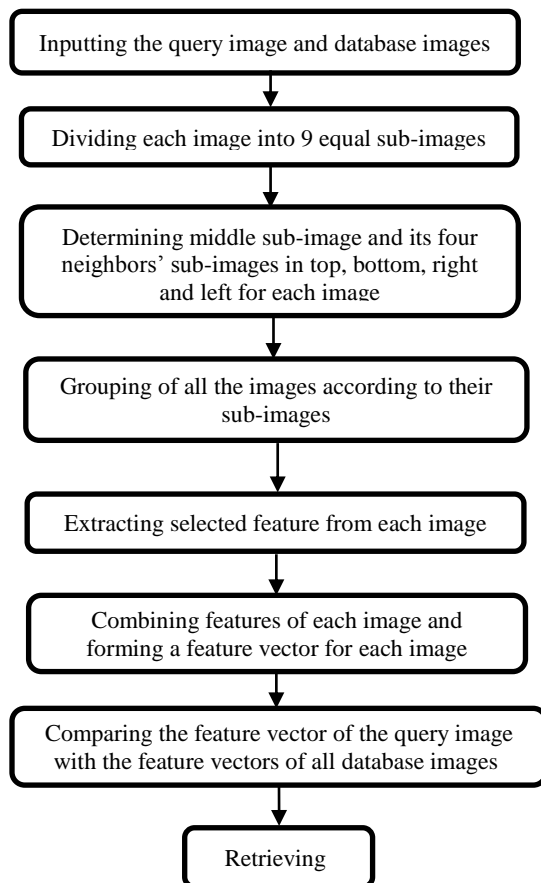 Inputting the query image and database images
Dividing each image into 9 equal sub-images
Determining middle sub-image and its four
neighbors’ sub-images in top, bottom, right
and left for each image
Grouping of all the images according to their
sub-images
Extracting selected feature from each image
Combining features of each image and
forming a feature vector for each image
Comparing the feature vector of the query image
with the feature vectors of all database images
Retrieving